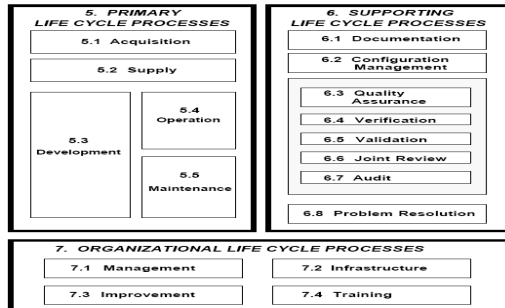 5. PRIMARY
LIFE CYCLE PROCESSES
5.1 Acquisition
5.2 Supply
5.3
Development
5.4
Operation
5.5
Maintenance
6. SUPPORTING
LIFE CYCLE PROCESSES
6.1 Documentation
6.2 Configuration
Management
6.3 Quality
Assurance
6.4 Verification
6.5 Validation
6.6 Joint Review
6.7 Audit
6.8 Problem Resolution
7. ORGANIZATIONAL LIFE CYCLE PROCESSES
7.1 Management
7.2 Infrastructure
7.3 Improvement
7.4 Training